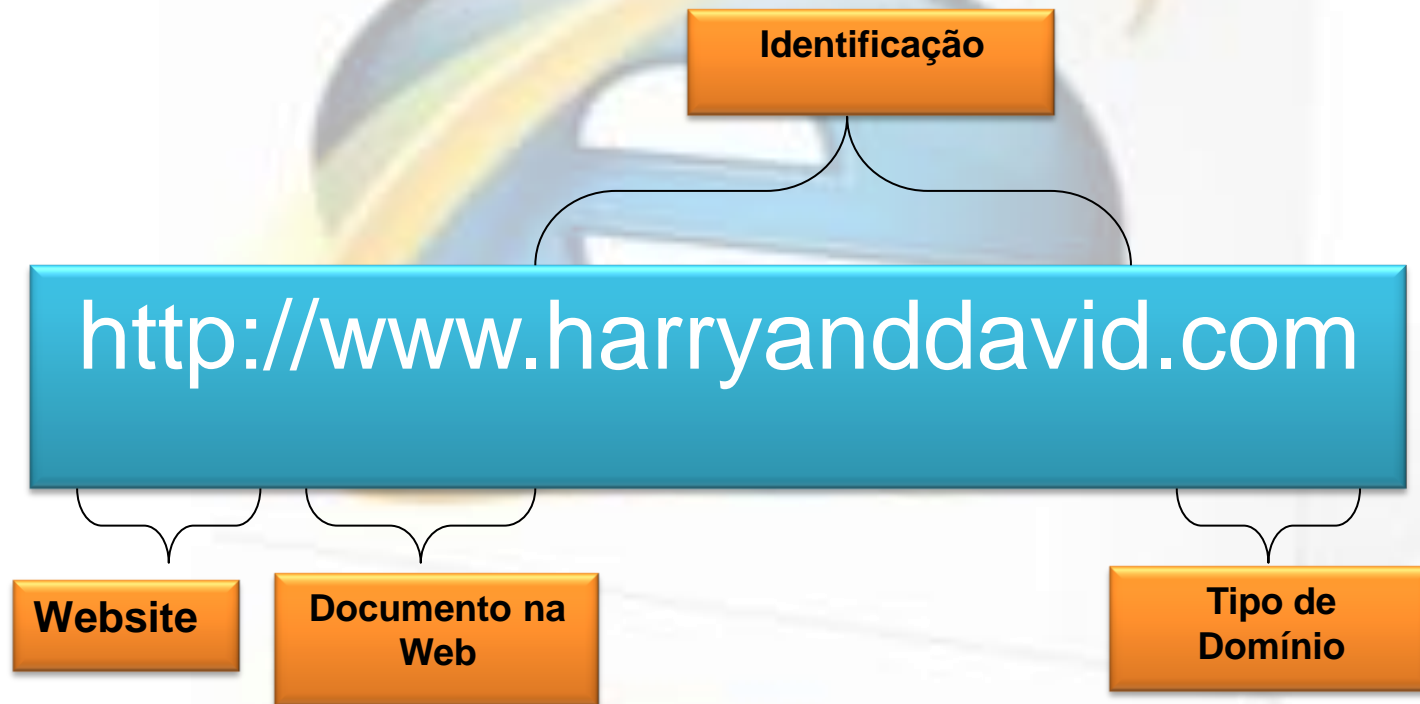 Identificação
http://www.harryanddavid.com
Website
Documento na
Web
Tipo de
Domínio